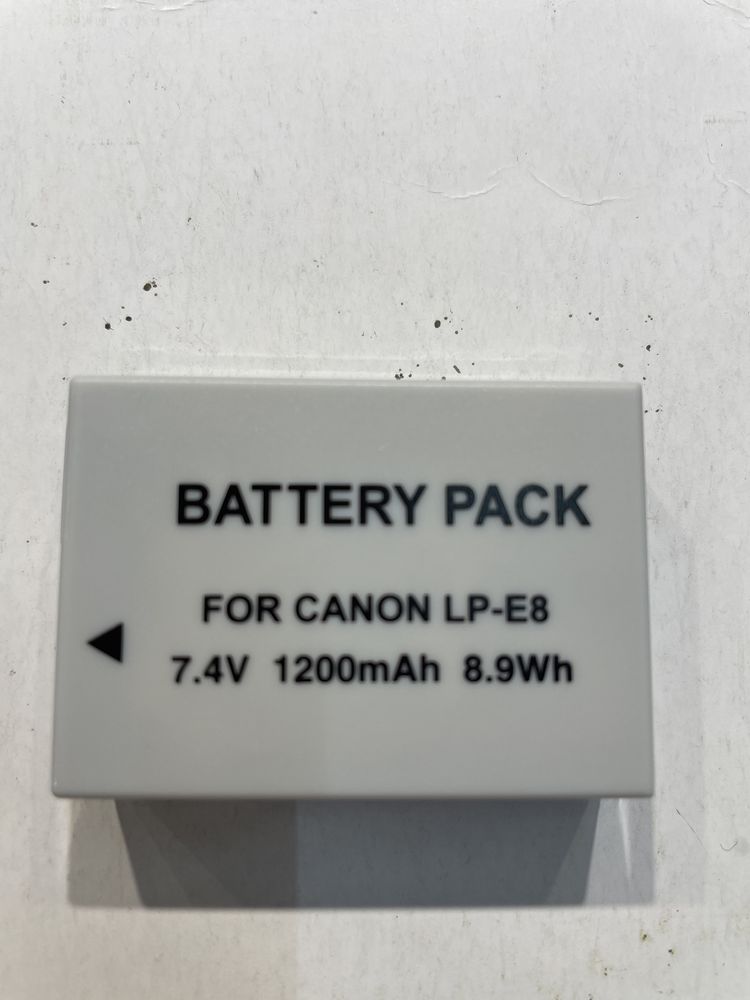 BATTERY PACK
FOR CANON LP-E8
7.4V 1200mAh 8.9Wh